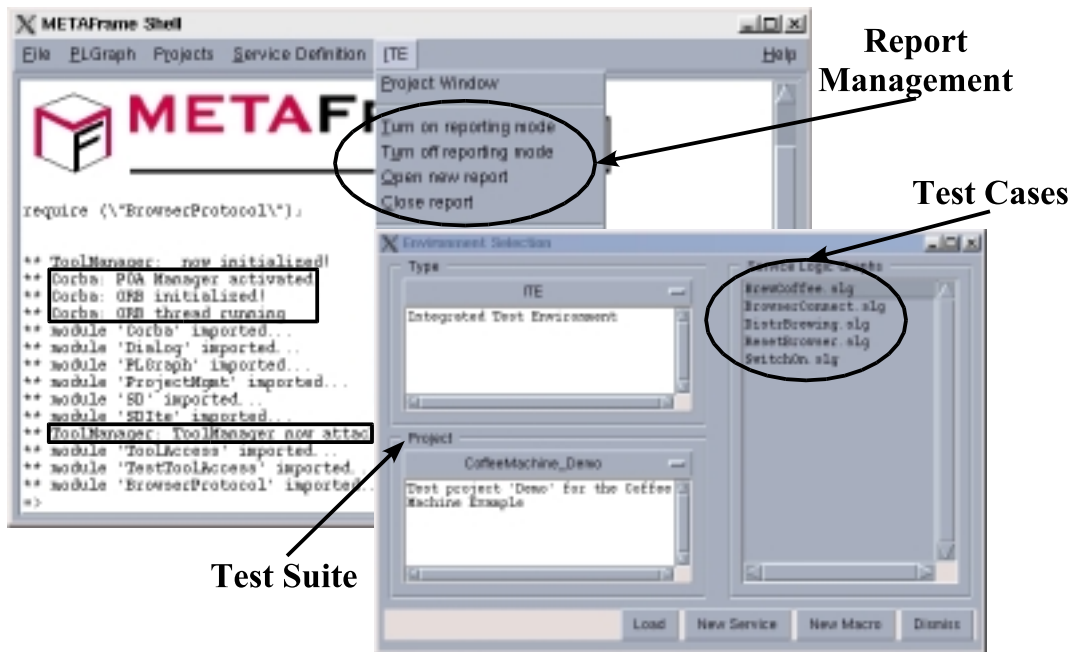 METAFrame Shell
File PLGraph Projects Service Definition ITE Help
Project Window
METAF
Turn on reporting mode
Turn off reporting mode
Open new report
Close report
Report
Management
require (\"BrowserProtocol\");
** ToolManager: now initialized!
** Corba: POA Manager activated
** Corba: ORB initialized!
** Corba: ORB thread running
** module 'Corba' imported...
** module 'Dialog' imported...
** module 'PLGraph' imported...
** module 'ProjectMgmt' imported...
** module 'SD' imported...
** module 'SDIte' imported...
** ToolManager: ToolManager now attac
** module 'ToolAccess' imported...
** module 'TestToolAccess' imported..
** module 'BrowserProtocol' imported..
=>
Test Cases
Environment Selection
Type
ITE
Integrated Test Environment
Service Logic Graphs
BrewCoffee.slg
BrowserConnect.slg
DistrBrewing.slg
ResetBrowser.slg
SwitchOn.slg
Project
CoffeeMachine_Demo
Test project 'Demo' for the Coffee
Machine Example
Test Suite
Load New Service New Macro Dismiss